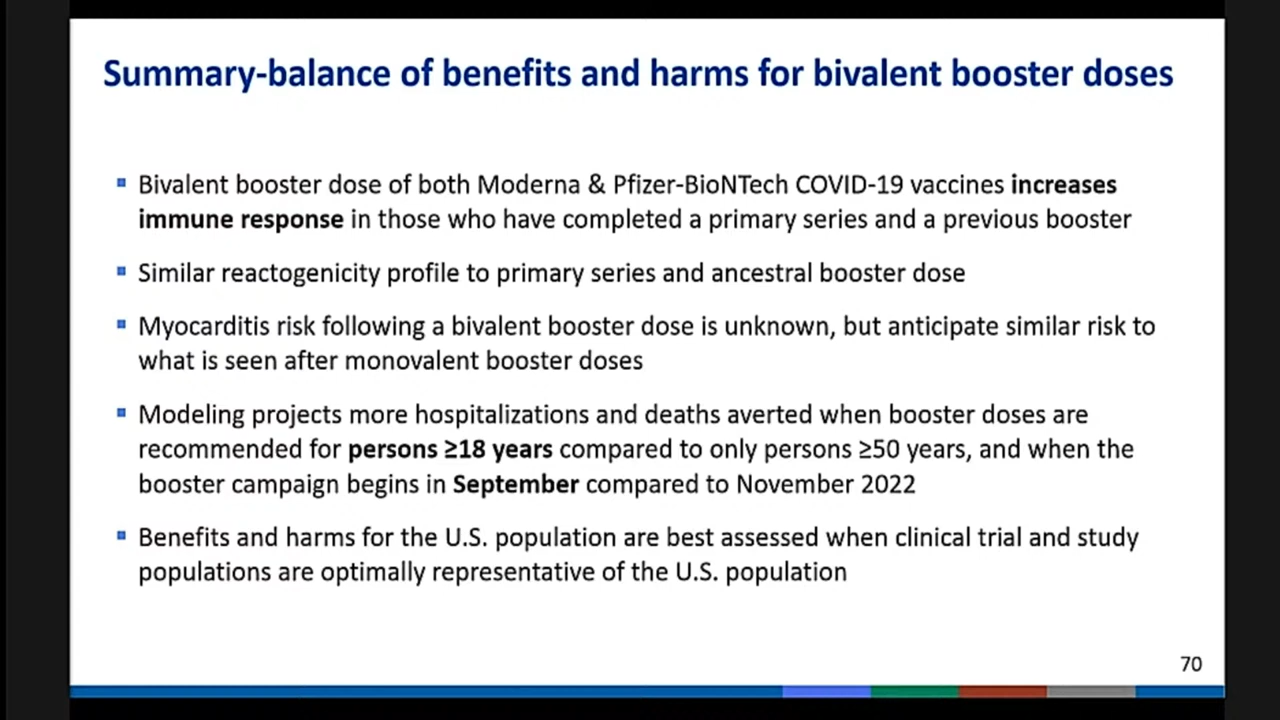 Summary-balance of benefits and harms for bivalent booster doses
▪ Bivalent booster dose of both Moderna & Pfizer-BioNTech COVID-19 vaccines increases
immune response in those who have completed a primary series and a previous booster
▪ Similar reactogenicity profile to primary series and ancestral booster dose
▪ Myocarditis risk following a bivalent booster dose is unknown, but anticipate similar risk to
what is seen after monovalent booster doses
▪ Modeling projects more hospitalizations and deaths averted when booster doses are
recommended for persons ≥18 years compared to only persons ≥50 years, and when the
booster campaign begins in September compared to November 2022
▪ Benefits and harms for the U.S. population are best assessed when clinical trial and study
populations are optimally representative of the U.S. population
70